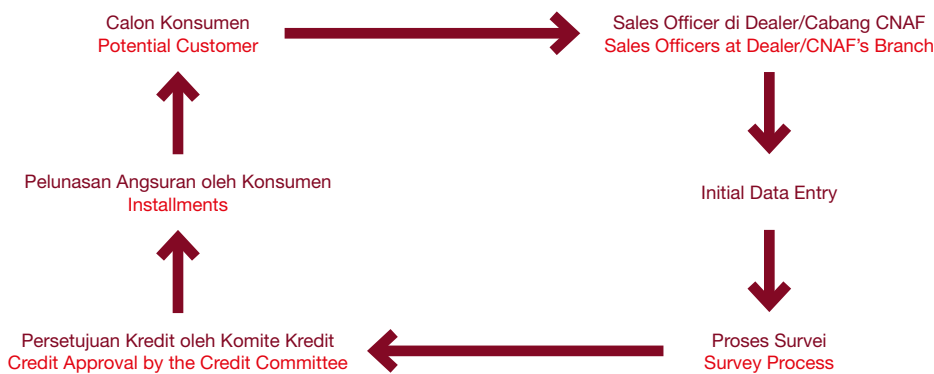 Calon Konsumen
Potential Customer
Sales Officer di Dealer/Cabang CNAF
Sales Officers at Dealer/CNAF's Branch
Initial Data Entry
Proses Survei
Survey Process
Persetujuan Kredit oleh Komite Kredit
Credit Approval by the Credit Committee
Pelunasan Angsuran oleh Konsumen
Installments